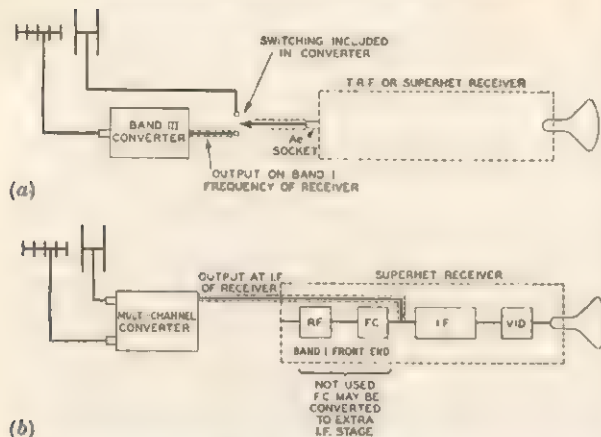 SWITCHING INCLUDED
IN CONVERTER
T.R.F. OR SUPERHET RECEIVER
BAND III
CONVERTER
Ae
SOCKET
OUTPUT ON BAND I
FREQUENCY OF RECEIVER
(a)
OUTPUT AT I.F.
OF RECEIVER
SUPERHET RECEIVER
MULTI-CHANNEL
CONVERTER
RF
FC
I.F
VID
BAND I FRONT END
NOT USED
F.C MAY BE
CONVERTED
TO EXTRA
I.F. STAGE
(b)